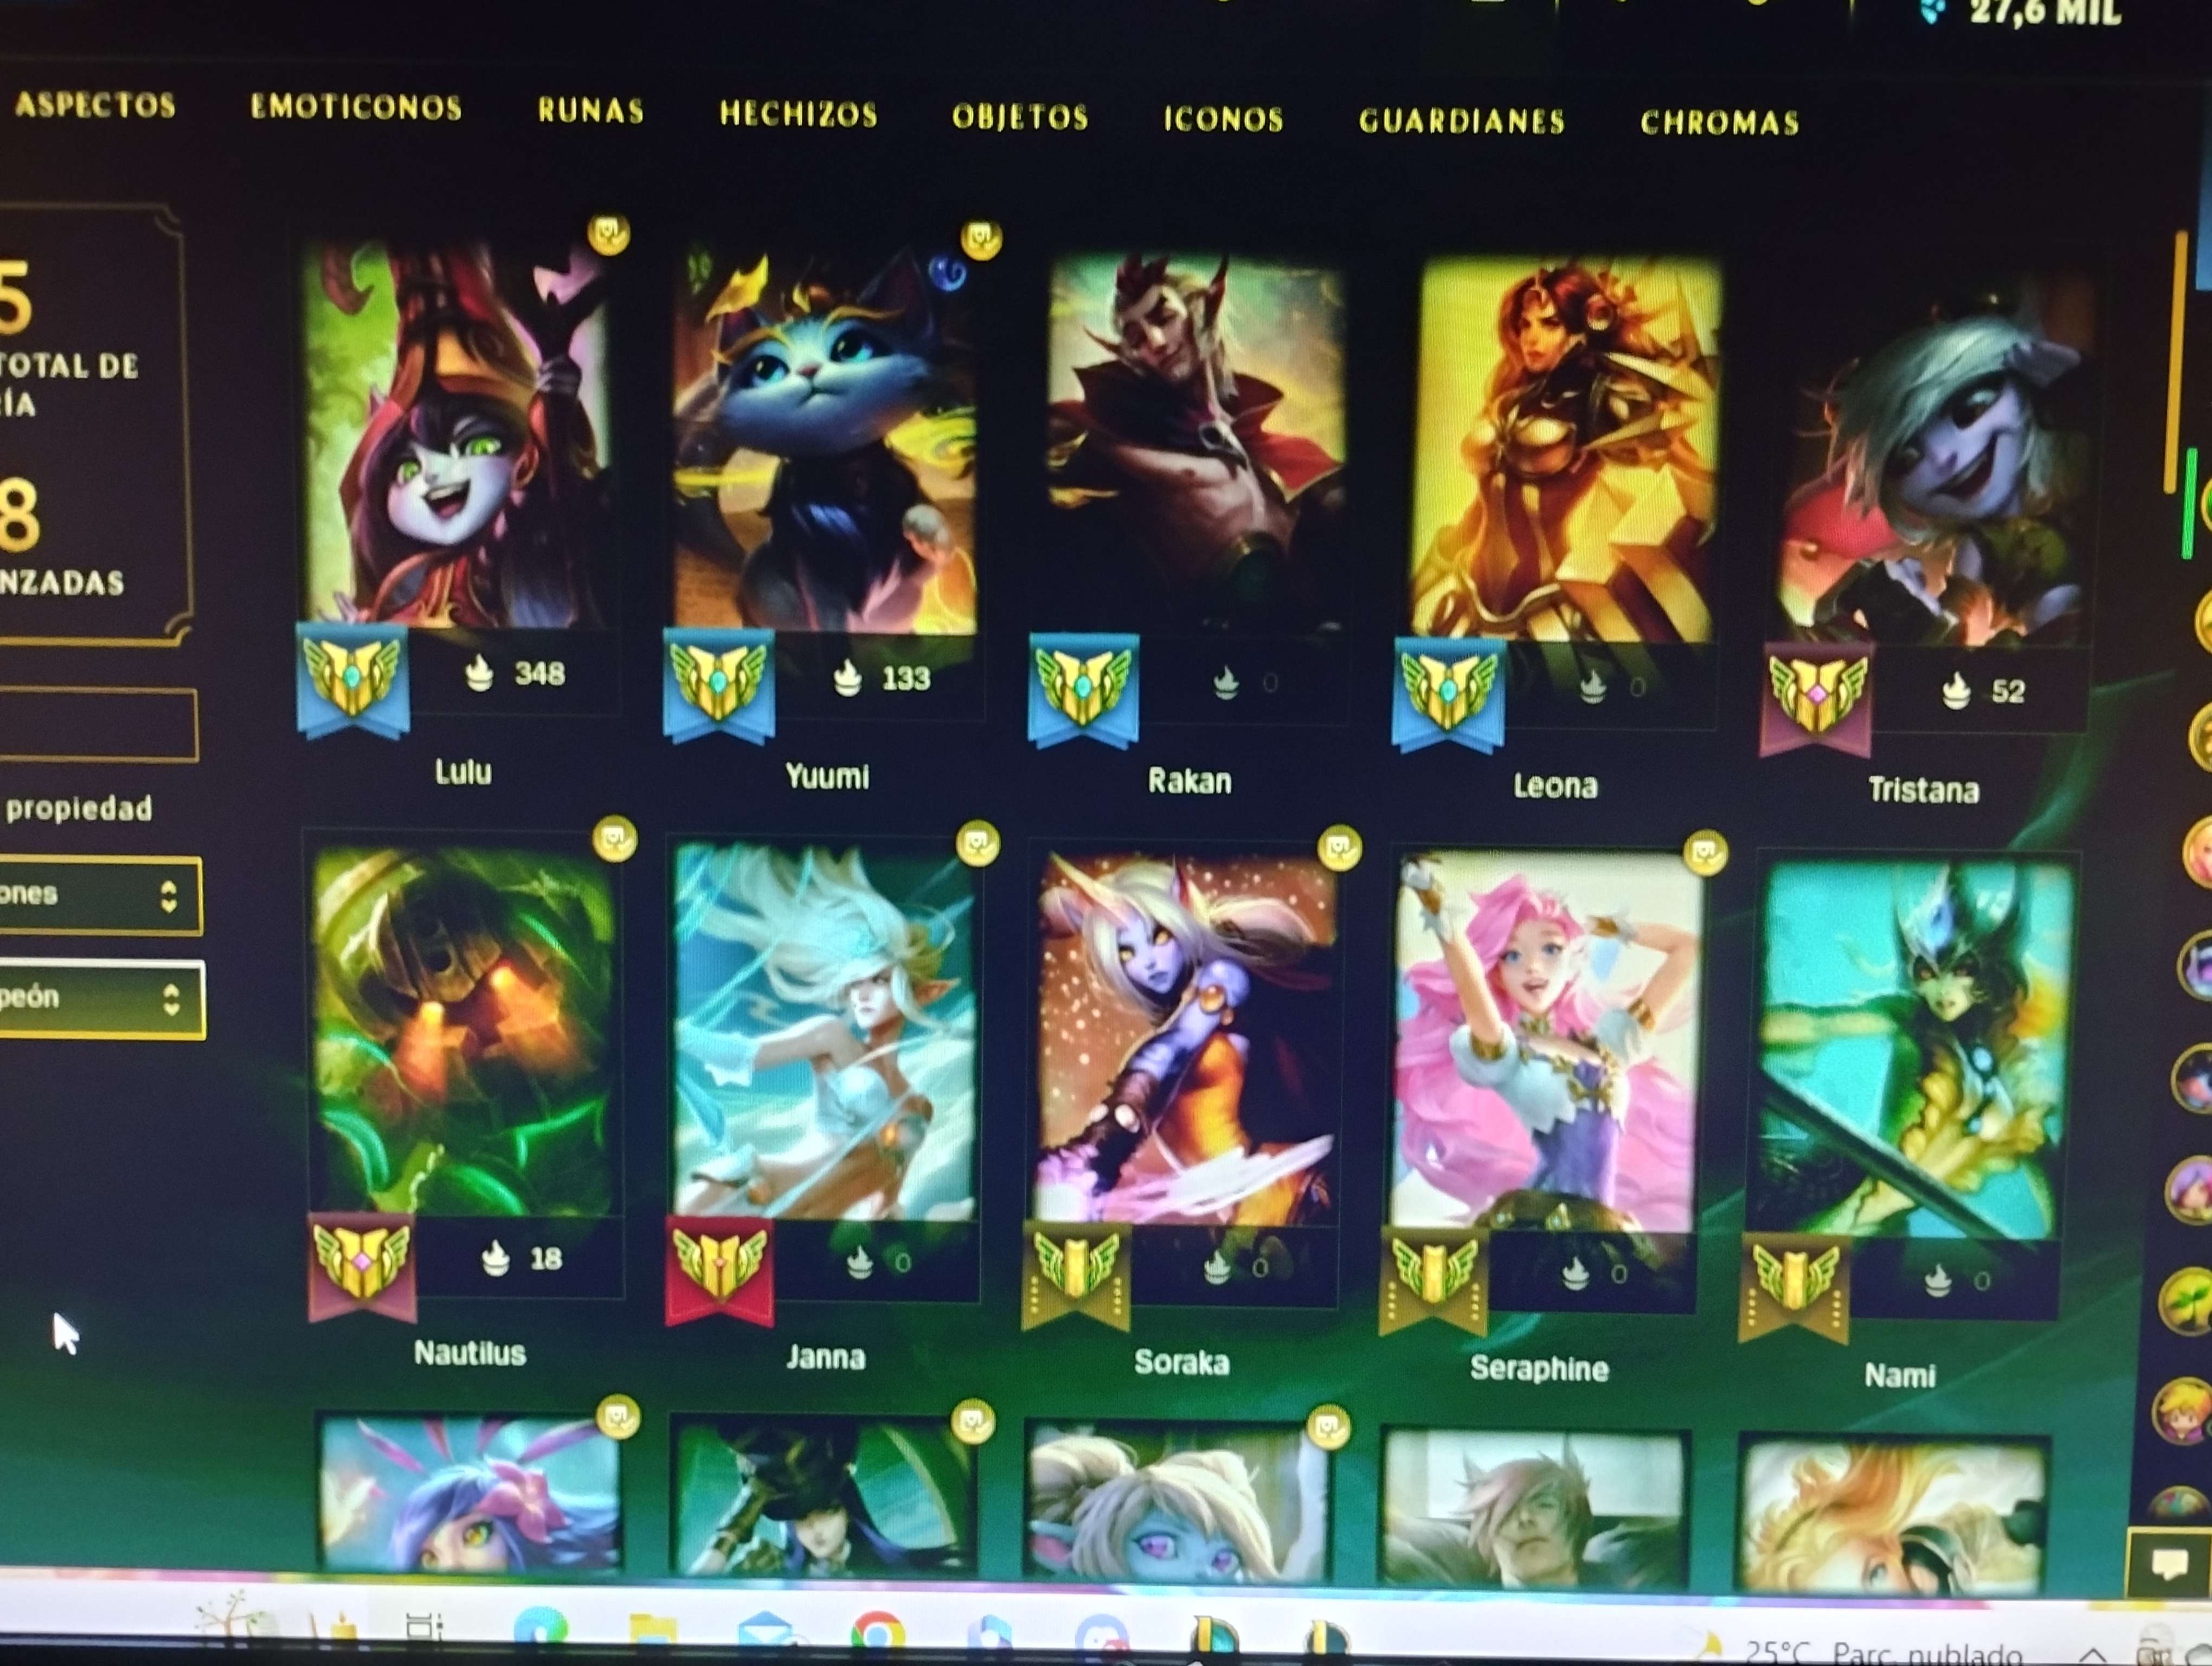 27,6 MIL
ASPECTOS EMOTICONOS RUNAS HECHIZOS OBJETOS ICONOS GUARDIANES CHROMAS
5
TOTAL DE
ÍA
8
NZADAS
348 133 0 0 52
Lulu Yuumi Rakan Leona Tristana
propiedad
ones
peón
18 0 0 0 0
Nautilus Janna Soraka Seraphine Nami
25°C Parc. nublado